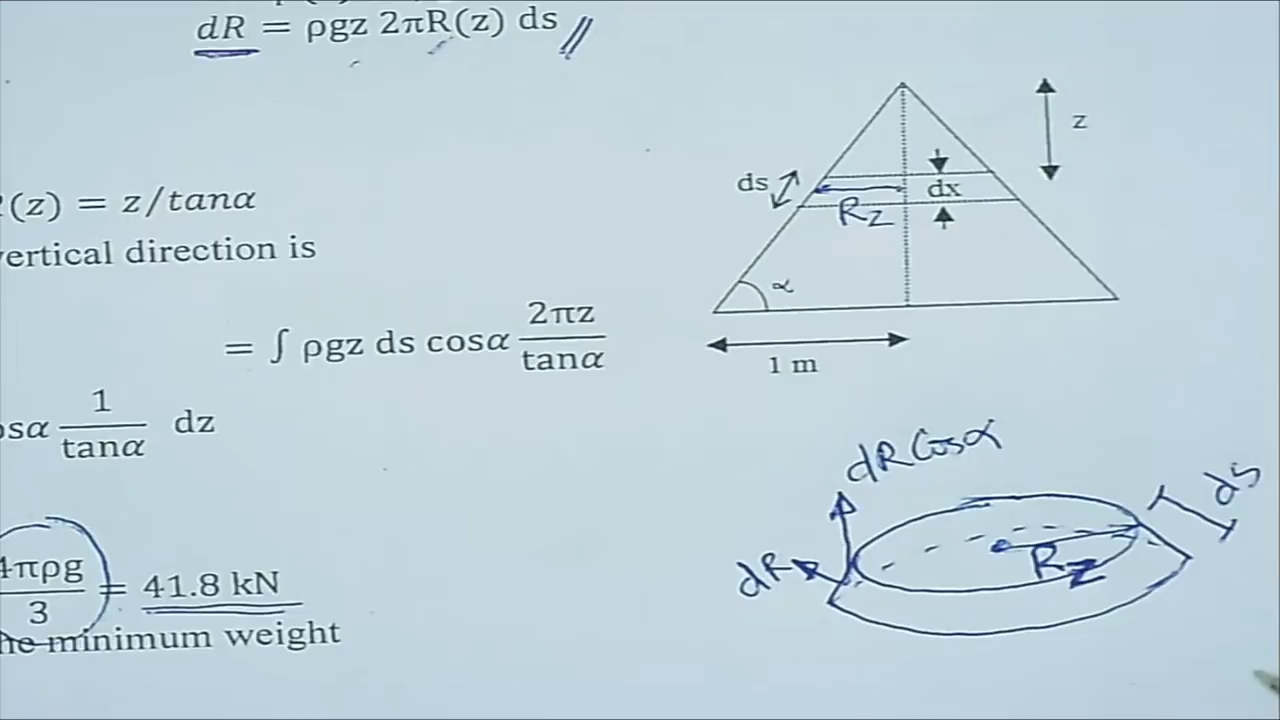 dR = ρgz 2πR(z) ds //
z
ds
dx
Rz
(z) = z/tanα
vertical direction is
α
= ∫ ρgz ds cosα 2πz/tanα
1 m
osα 1/tanα dz
dR Cosα
ds
dR
Rz
4πρg/3 = 41.8 kN
he minimum weight